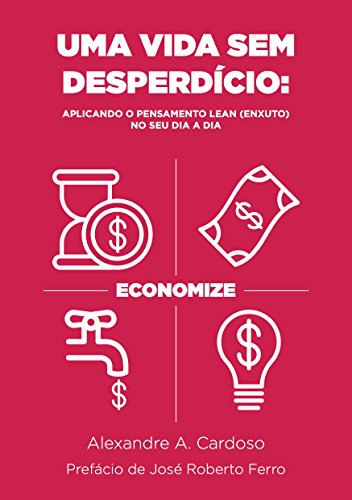 UMA VIDA SEM
DESPERDÍCIO:
APLICANDO O PENSAMENTO LEAN (ENXUTO)
NO SEU DIA A DIA
$
$
ECONOMIZE
$
$
Alexandre A. Cardoso
Prefácio de José Roberto Ferro